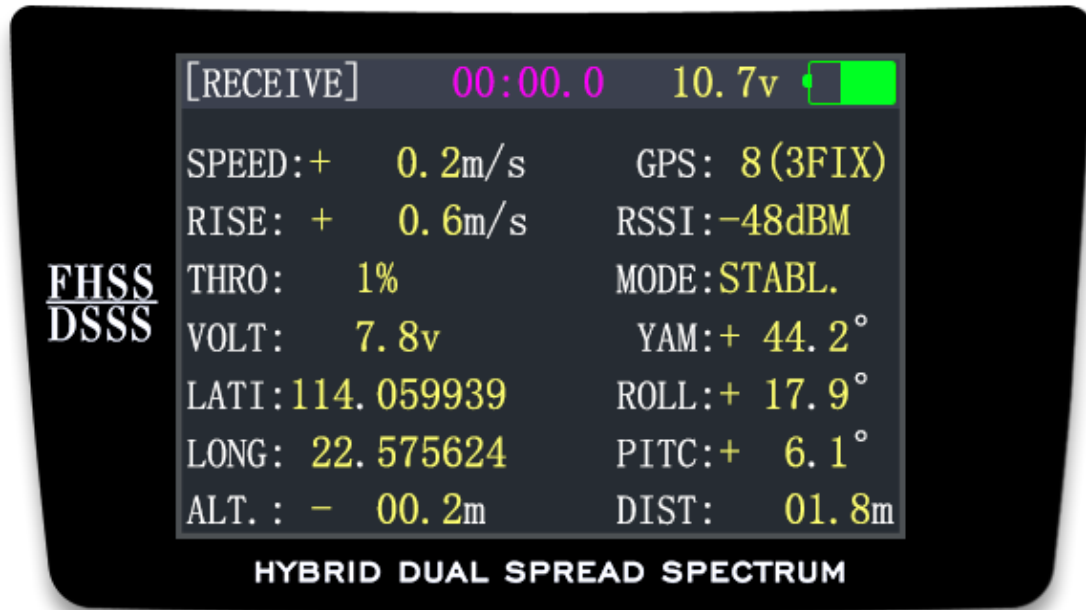 [RECEIVE] 00:00.0 10.7v
SPEED:+ 0.2m/s GPS: 8(3FIX)
RISE: + 0.6m/s RSSI:-48dBM
THRO: 1% MODE:STABL.
VOLT: 7.8v YAM:+ 44.2°
LATI:114.059939 ROLL:+ 17.9°
LONG: 22.575624 PITC:+ 6.1°
ALT.: - 00.2m DIST: 01.8m
FHSS
DSSS
HYBRID DUAL SPREAD SPECTRUM